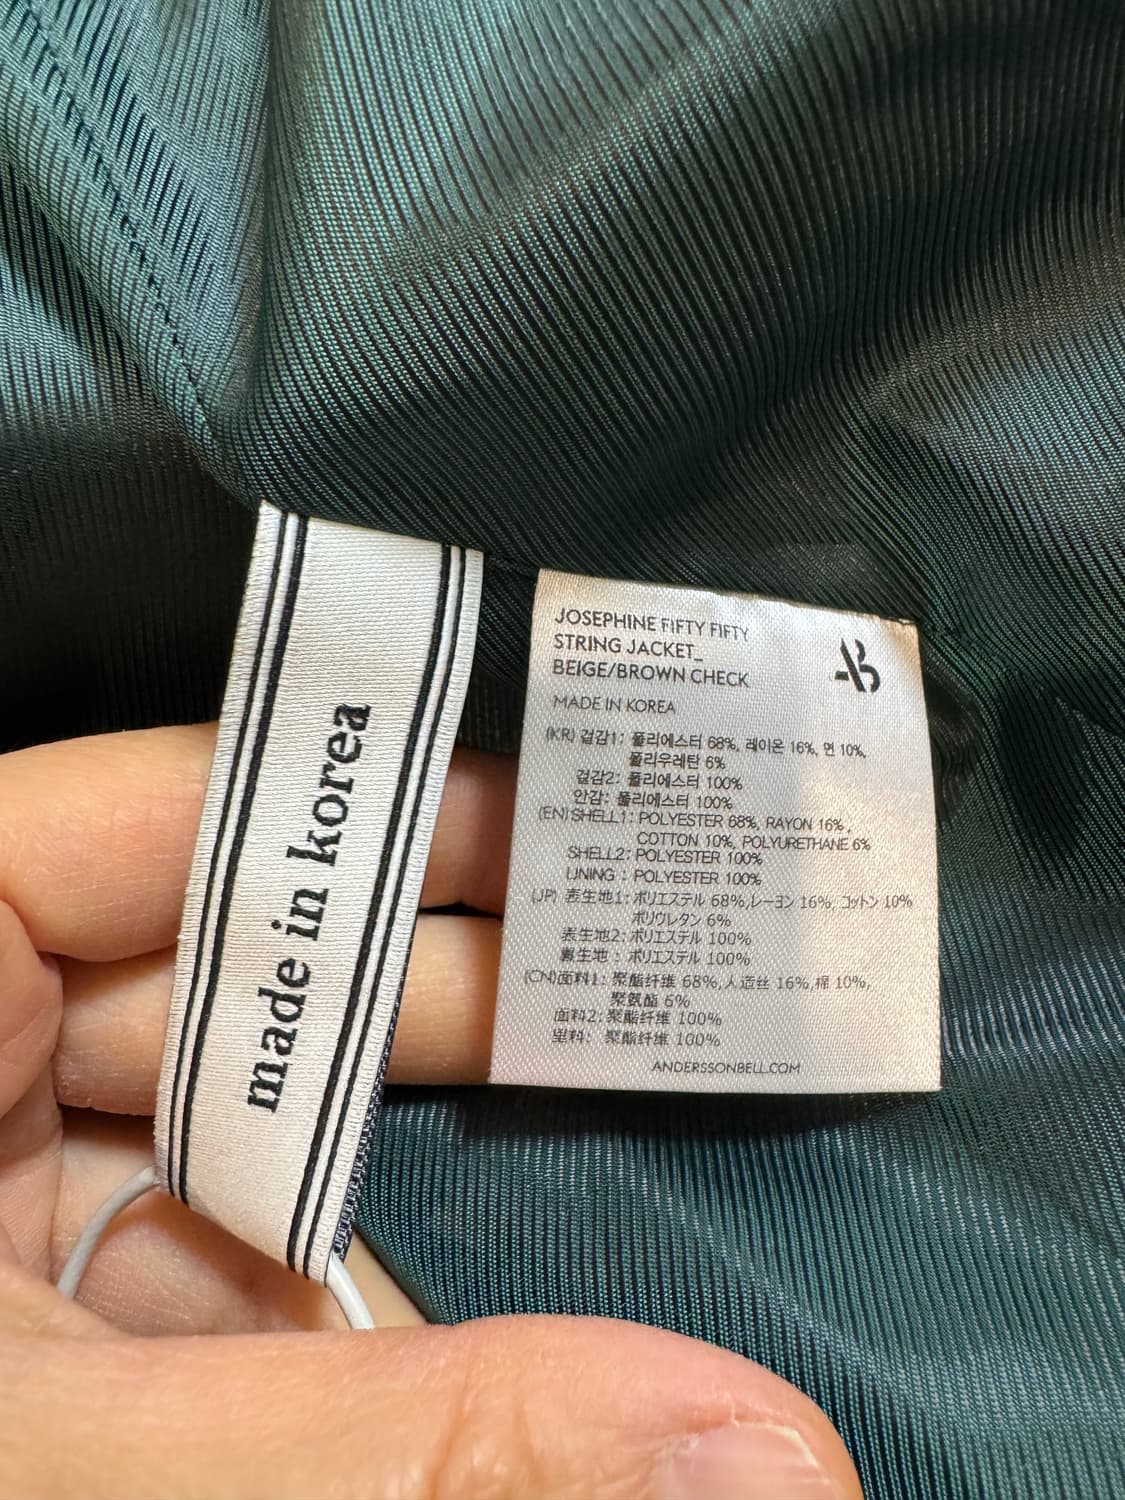 made in korea
JOSEPHINE FIFTY FIFTY
STRING JACKET_
BEIGE/BROWN CHECK
AB
MADE IN KOREA
(KR) 겉감1: 폴리에스터 68%, 레이온 16%, 면 10%,
폴리우레탄 6%
겉감2: 폴리에스터 100%
안감: 폴리에스터 100%
(EN) SHELL1: POLYESTER 68%, RAYON 16%,
COTTON 10%, POLYURETHANE 6%
SHELL2: POLYESTER 100%
LINING : POLYESTER 100%
(JP) 表生地1: ポリエステル 68%,レーヨン 16%, コットン 10%
ポリウレタン 6%
表生地2: ポリエステル 100%
裏生地 : ポリエステル 100%
(CN)面料1: 聚酯纤维 68%,人造丝 16%,棉 10%,
聚氨酯 6%
面料2: 聚酯纤维 100%
里料: 聚酯纤维 100%
ANDERSSONBELL.COM